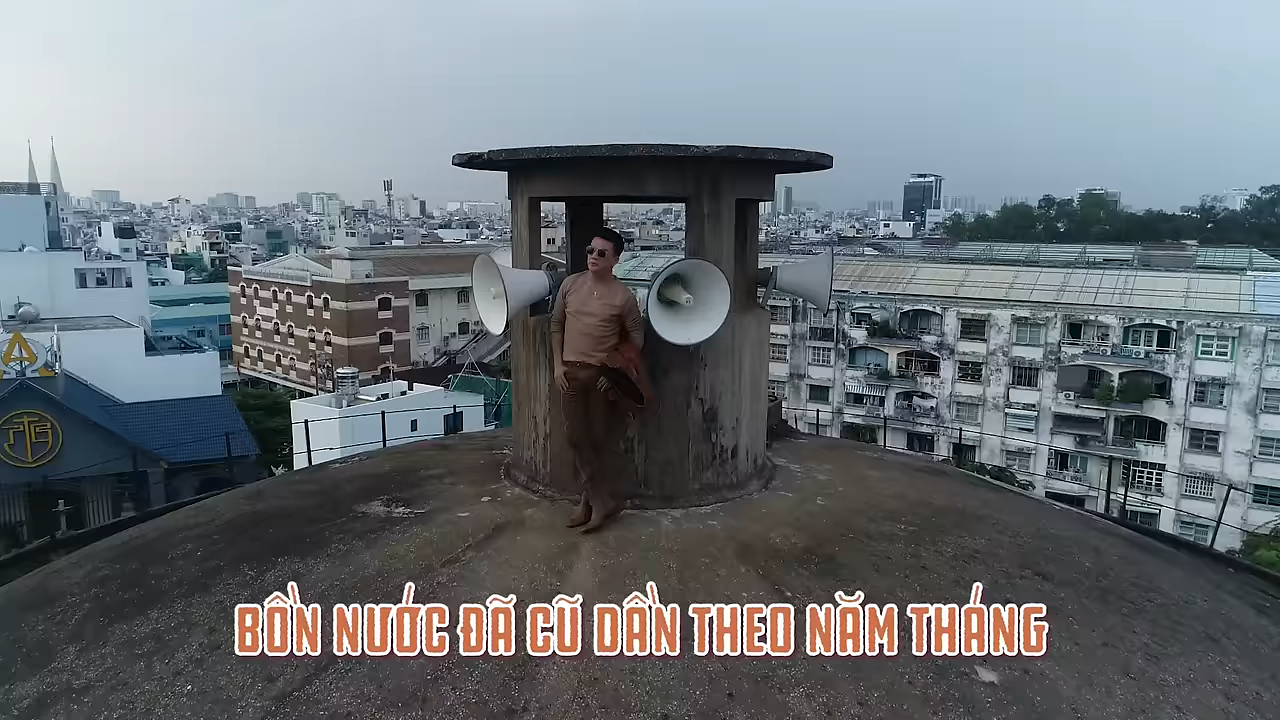 BỒN NƯỚC ĐÃ CŨ DẦN THEO NĂM THÁNG